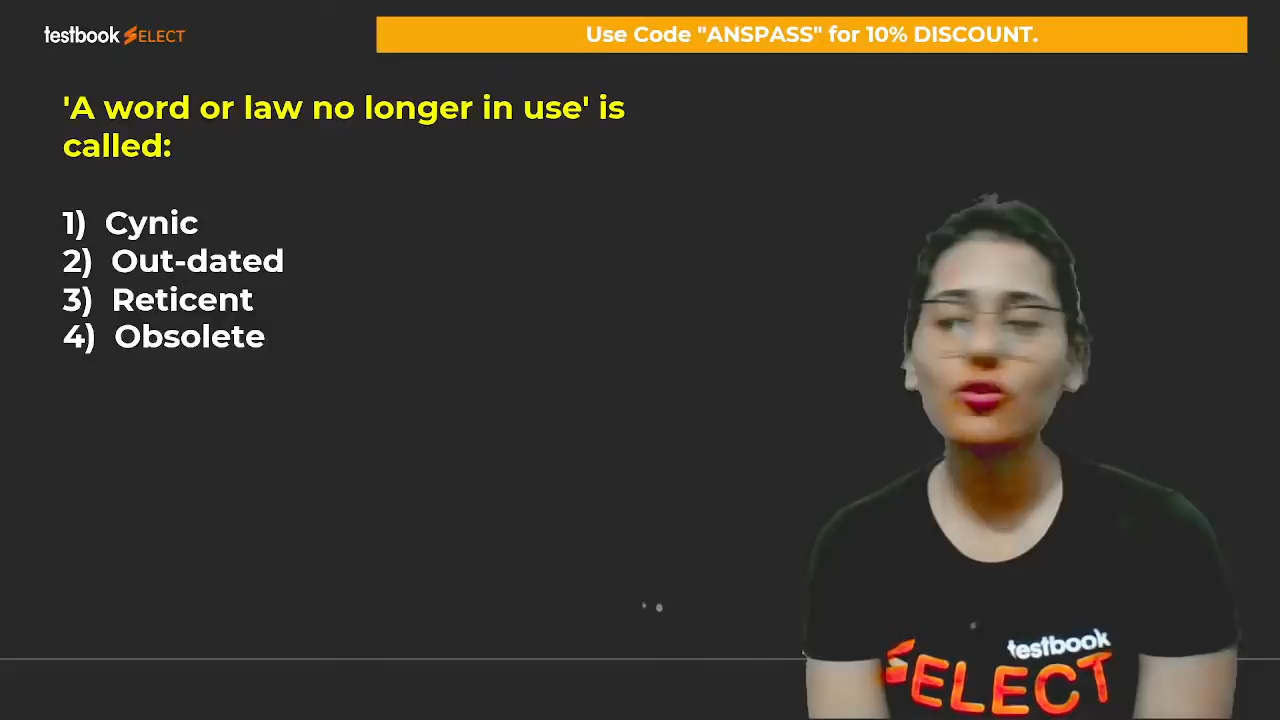 testbook SELECT
Use Code "ANSPASS" for 10% DISCOUNT.
'A word or law no longer in use' is
called:
1) Cynic
2) Out-dated
3) Reticent
4) Obsolete
testbook
SELECT